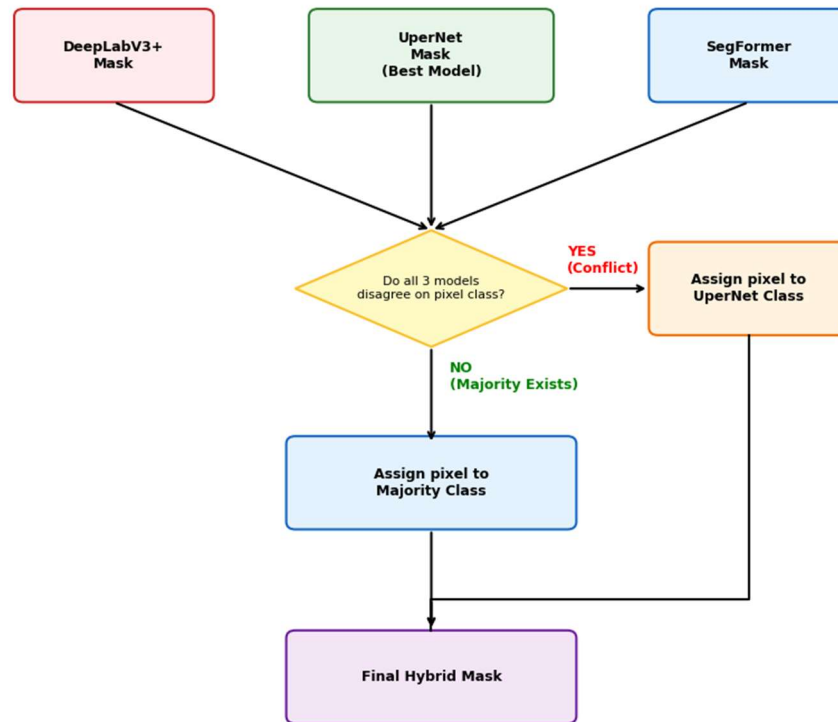 DeepLabV3+
Mask
UperNet
Mask
(Best Model)
SegFormer
Mask
Do all 3 models
disagree on pixel class?
YES
(Conflict)
Assign pixel to
UperNet Class
NO
(Majority Exists)
Assign pixel to
Majority Class
Final Hybrid Mask